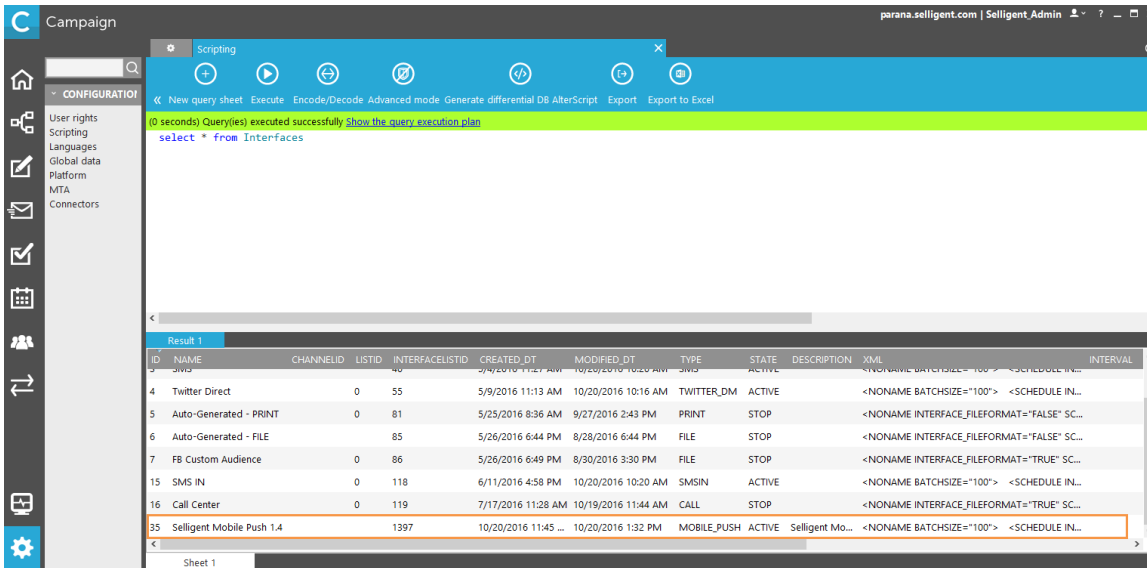 C Campaign
parana.selligent.com | Selligent_Admin ?
Scripting
New query sheet Execute Encode/Decode Advanced mode Generate differential DB AlterScript Export Export to Excel
CONFIGURATION
User rights
Scripting
Languages
Global data
Platform
MTA
Connectors
(0 seconds) Query(ies) executed successfully Show the query execution plan
select * from Interfaces
Result 1
ID NAME CHANNELID LISTID INTERFACELISTID CREATED_DT MODIFIED_DT TYPE STATE DESCRIPTION XML INTERVAL
4 Twitter Direct 0 55 5/9/2016 11:13 AM 10/20/2016 10:16 AM TWITTER_DM ACTIVE <NONAME BATCHSIZE="100"> <SCHEDULE IN...
5 Auto-Generated - PRINT 0 81 5/25/2016 8:36 AM 9/27/2016 2:43 PM PRINT STOP <NONAME INTERFACE_FILEFORMAT="FALSE" SC...
6 Auto-Generated - FILE 85 5/26/2016 6:44 PM 8/28/2016 6:44 PM FILE STOP <NONAME INTERFACE_FILEFORMAT="FALSE" SC...
7 FB Custom Audience 0 86 5/26/2016 6:49 PM 8/30/2016 3:30 PM FILE STOP <NONAME INTERFACE_FILEFORMAT="TRUE" SC...
15 SMS IN 0 118 6/11/2016 4:58 PM 10/20/2016 10:20 AM SMSIN ACTIVE <NONAME BATCHSIZE="100"> <SCHEDULE IN...
16 Call Center 0 119 7/17/2016 11:28 AM 10/19/2016 11:44 AM CALL STOP <NONAME INTERFACE_FILEFORMAT="TRUE" SC...
35 Selligent Mobile Push 1.4 1397 10/20/2016 11:45 ... 10/20/2016 1:32 PM MOBILE_PUSH ACTIVE Selligent Mo... <NONAME BATCHSIZE="100"> <SCHEDULE IN...
Sheet 1